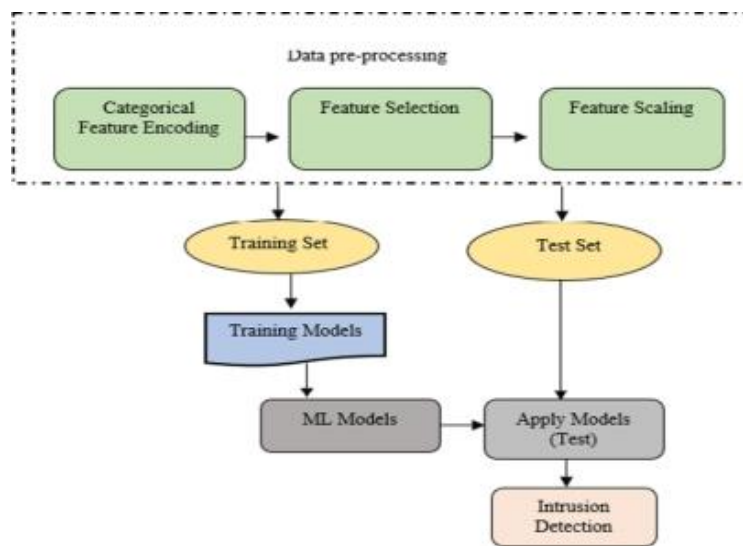 Data pre-processing
Categorical
Feature Encoding
Feature Selection
Feature Scaling
Training Set
Test Set
Training Models
ML Models
Apply Models
(Test)
Intrusion
Detection